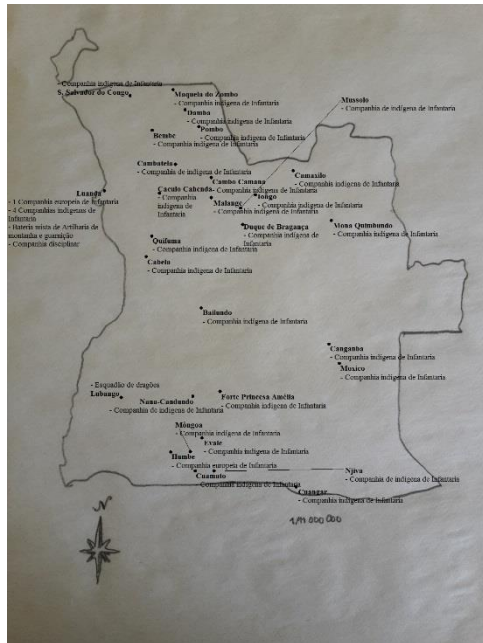 - Companhia indígena de Infantaria
S. Salvador do Congo
Maquela do Zombo
- Companhia indígena de Infantaria
Damba
- Companhia indígena de Infantaria
Pombo
- Companhia indígena de Infantaria
Bembe
- Companhia indígena de Infantaria
Mussolo
- Companhia de indígena de Infantaria
Cambatela
- Companhia de indígena de Infantaria
Cambo Camana
- Companhia indígena de Infantaria
Camaxilo
- Companhia indígena de Infantaria
Luanda
- 1 Companhia europeia de Infantaria
- 2 Companhias indígenas de
Infantaria
- Bateria mista de Artilharia da
montanha e guarnição
- Companhia disciplinar
Caculo Cahenda
- Companhia
indígena de
Infantaria
Malange
Iongo
- Companhia indígena de Infantaria
Duque de Bragança
- Companhia indígena de
Infantaria
Mona Quimbundo
- Companhia indígena de Infantaria
Quiluma
- Companhia indígena de Infantaria
Cabelo
- Companhia indígena de Infantaria
Bailundo
- Companhia indígena de Infantaria
Canganba
- Companhia indígena de Infantaria
Moxico
- Companhia indígena de Infantaria
- Esquadrão de dragões
Lubango
Nana-Candundo
- Companhia de indígena de Infantaria
Forte Princesa Amélia
- Companhia indígena de Infantaria
Môngoa
- Companhia indígena de Infantaria
Evale
- Companhia indígena de Infantaria
Humbe
- Companhia europeia de Infantaria
Cuamato
- Companhia indígena de Infantaria
Njiva
- Companhia de indígena de Infantaria
Cuangar
- Companhia indígena de Infantaria
N
1/11 000 000